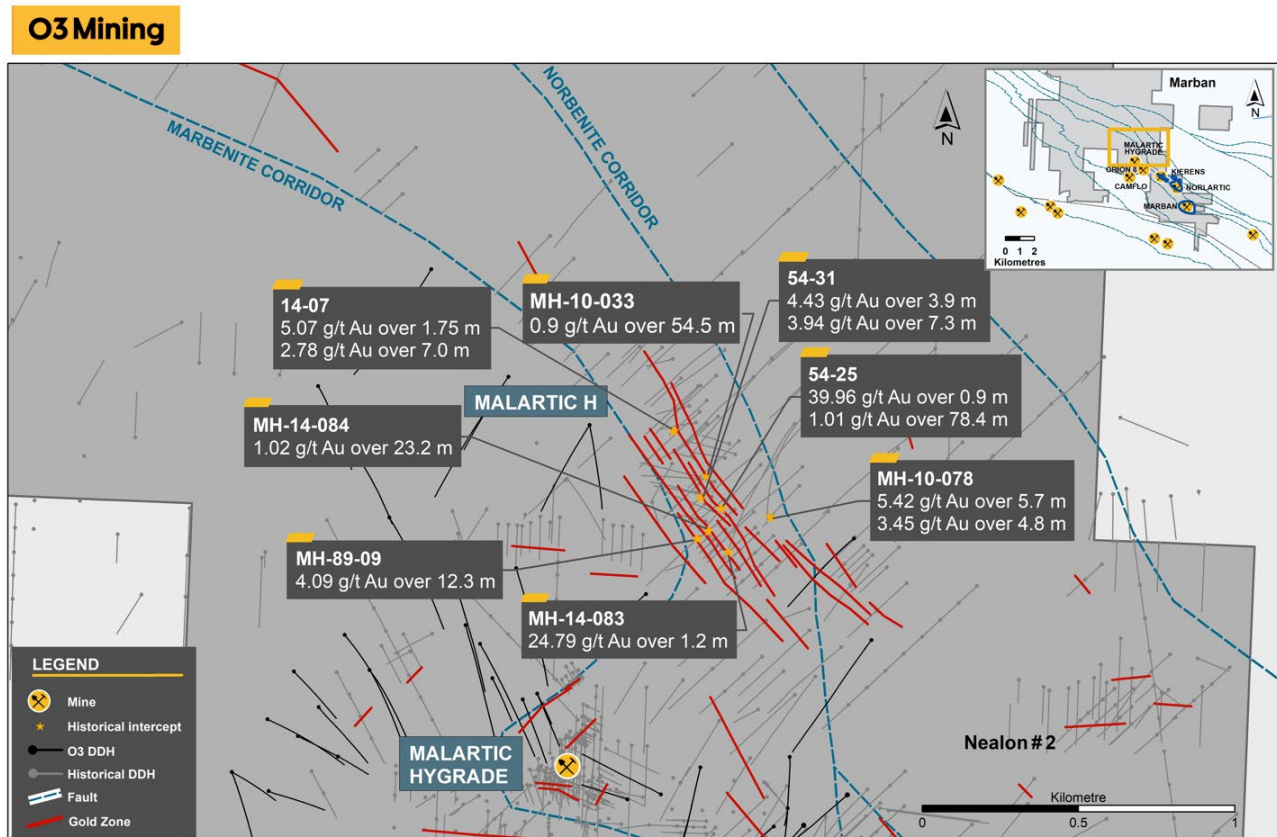 O3 Mining
MARBENITE CORRIDOR
NORBENITE CORRIDOR
N
Marban
N
MALARTIC
HYGRADE
ORION 8
KIERENS
CAMFLO
NORLARTIC
MARBAN
0 1 2
Kilometres
14-07
5.07 g/t Au over 1.75 m
2.78 g/t Au over 7.0 m
MH-10-033
0.9 g/t Au over 54.5 m
54-31
4.43 g/t Au over 3.9 m
3.94 g/t Au over 7.3 m
54-25
39.96 g/t Au over 0.9 m
1.01 g/t Au over 78.4 m
MALARTIC H
MH-14-084
1.02 g/t Au over 23.2 m
MH-10-078
5.42 g/t Au over 5.7 m
3.45 g/t Au over 4.8 m
MH-89-09
4.09 g/t Au over 12.3 m
MH-14-083
24.79 g/t Au over 1.2 m
LEGEND
Mine
Historical intercept
O3 DDH
Historical DDH
Fault
Gold Zone
MALARTIC
HYGRADE
Nealon # 2
Kilometre
0 0.5 1